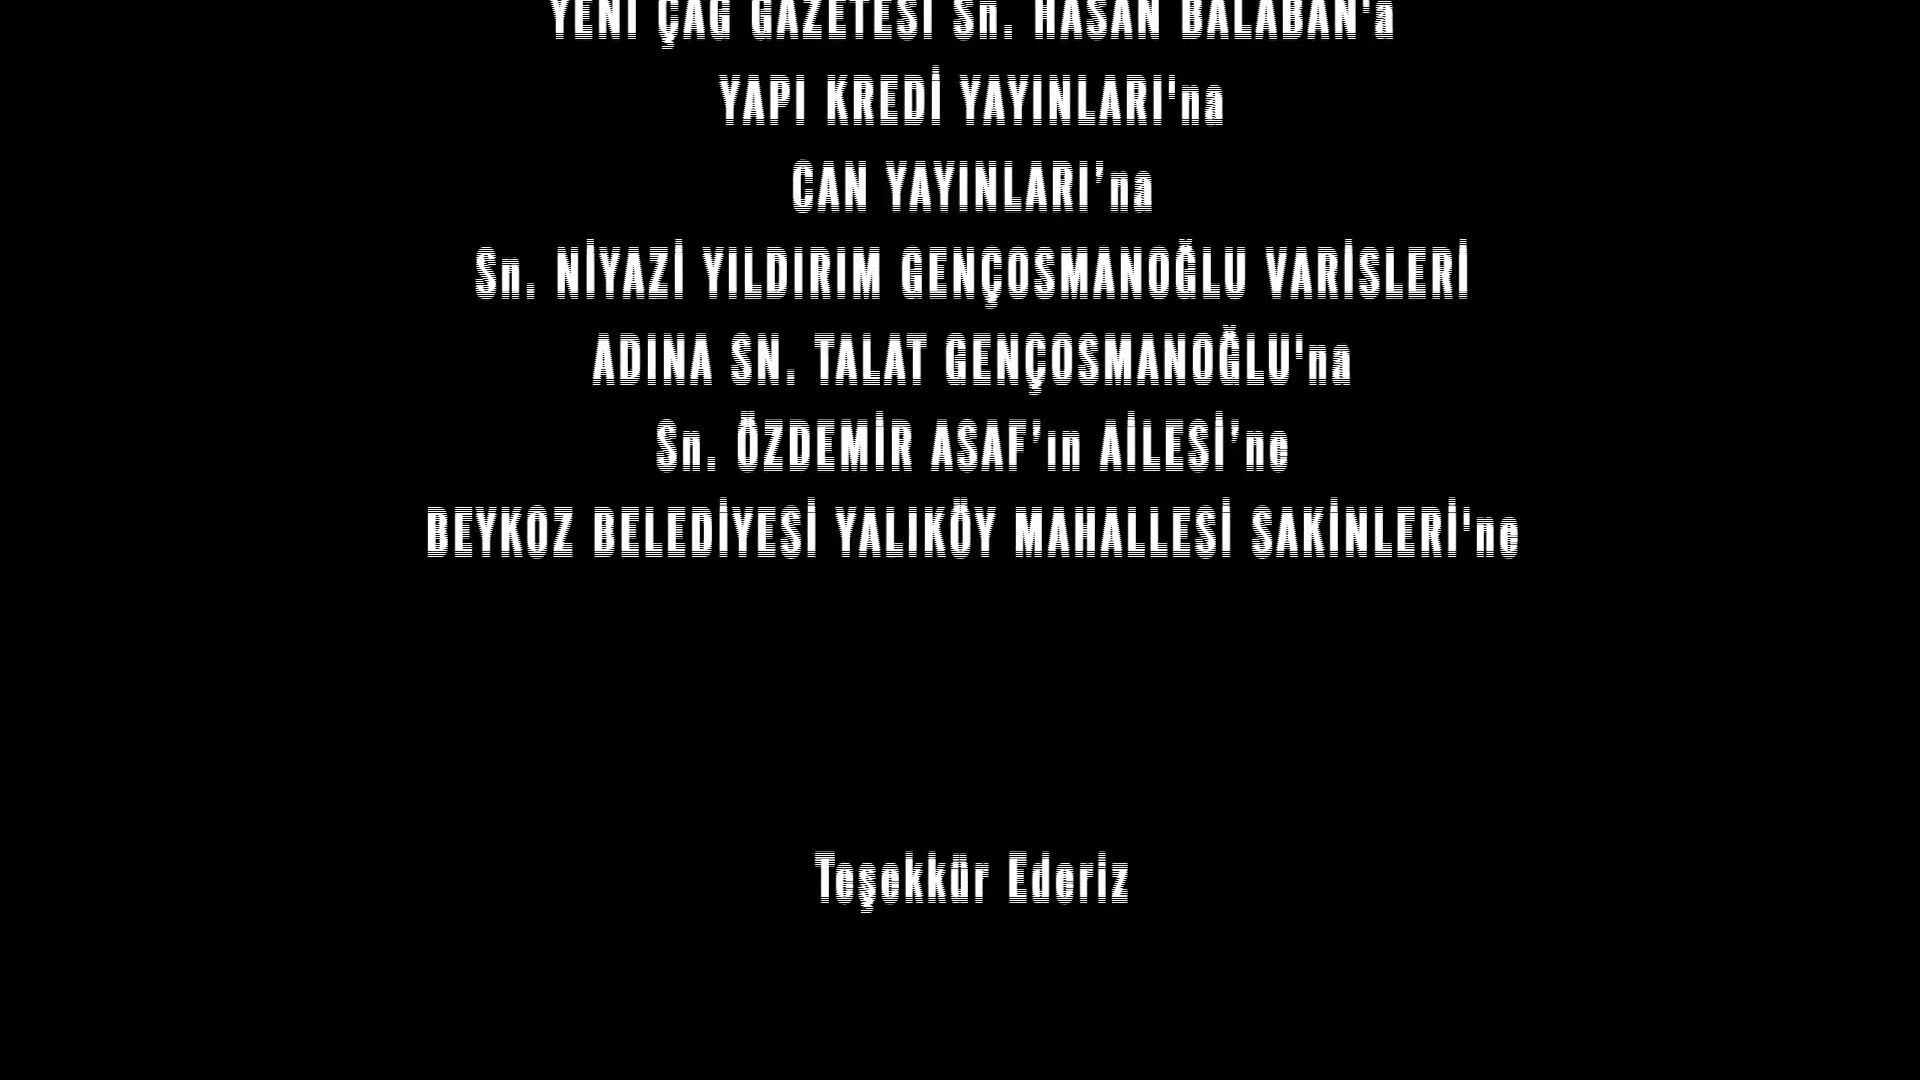 YENİ ÇAĞ GAZETESİ Sn. HASAN BALABAN'a
YAPI KREDİ YAYINLARI'na
CAN YAYINLARI’na
Sn. NİYAZİ YILDIRIM GENÇOSMANOĞLU VARİSLERİ
ADINA SN. TALAT GENÇOSMANOĞLU'na
Sn. ÖZDEMİR ASAF’ın AİLESİ’ne
BEYKOZ BELEDİYESİ YALIKÖY MAHALLESİ SAKİNLERİ'ne
Teşekkür Ederiz